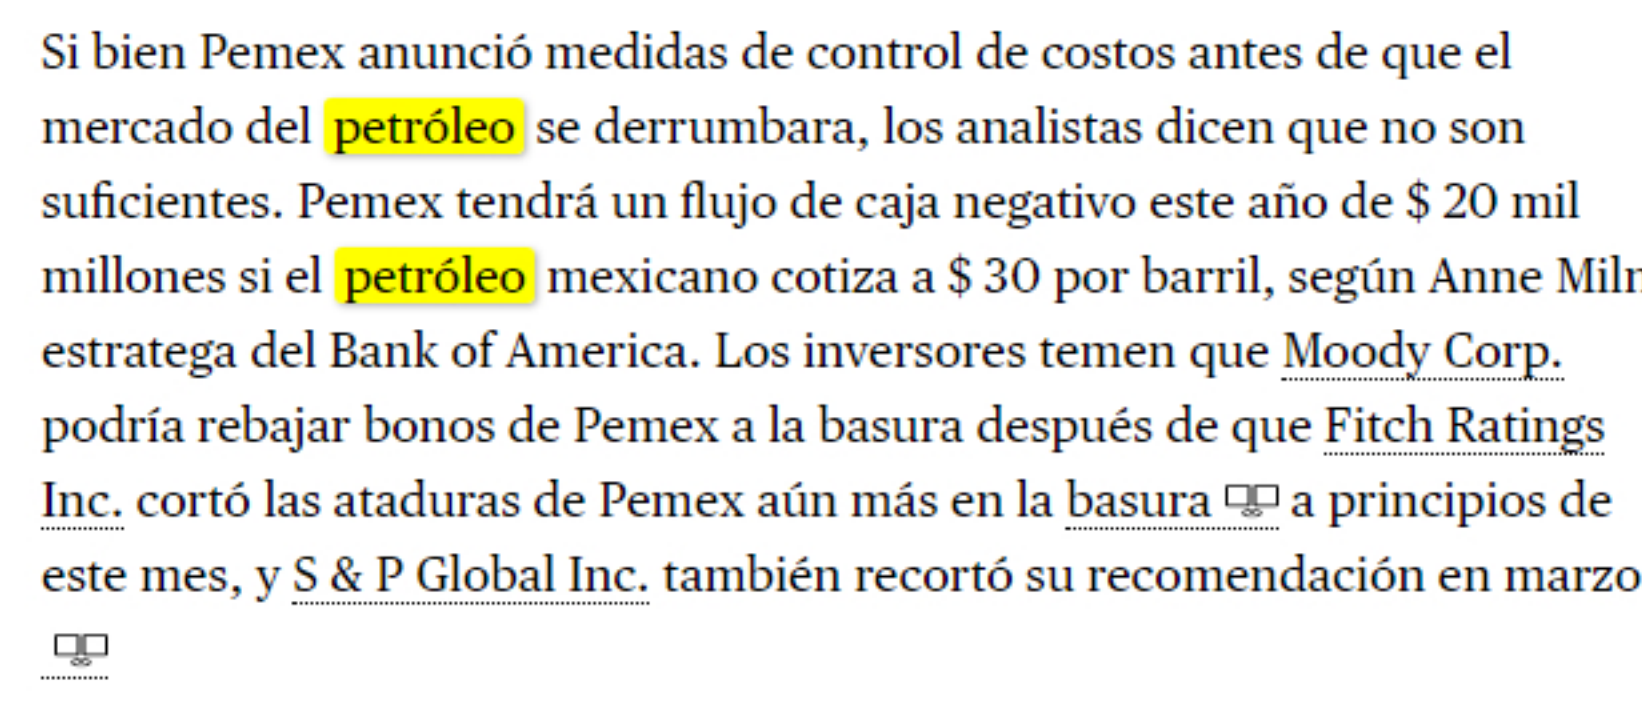 Si bien Pemex anunció medidas de control de costos antes de que el
mercado del petróleo se derrumbara, los analistas dicen que no son
suficientes. Pemex tendrá un flujo de caja negativo este año de $ 20 mil
millones si el petróleo mexicano cotiza a $ 30 por barril, según Anne
estratega del Bank of America. Los inversores temen que Moody Corp.
podría rebajar bonos de Pemex a la basura después de que Fitch Ratings
Inc. cortó las ataduras de Pemex aún más en la basura a principios de
este mes, y S & P Global Inc. también recortó su recomendación en marzo